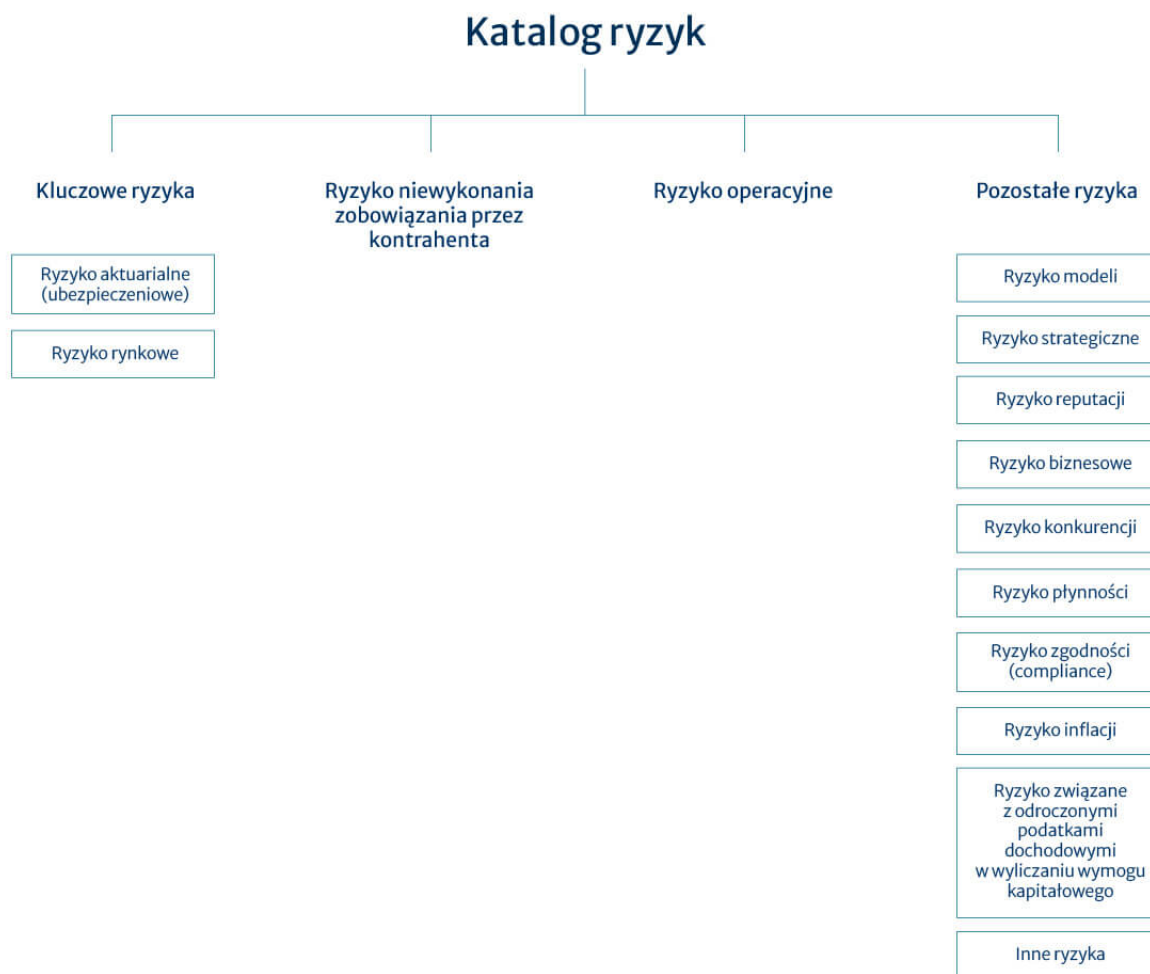 Katalog ryzyk
Kluczowe ryzyka
Ryzyko aktuarialne
(ubezpieczeniowe)
Ryzyko rynkowe
Ryzyko niewykonania
zobowiązania przez
kontrahenta
Ryzyko operacyjne
Pozostałe ryzyka
Ryzyko modeli
Ryzyko strategiczne
Ryzyko reputacji
Ryzyko biznesowe
Ryzyko konkurencji
Ryzyko płynności
Ryzyko zgodności
(compliance)
Ryzyko inflacji
Ryzyko związane
z odroczonymi
podatkami
dochodowymi
w wyliczaniu wymogu
kapitałowego
Inne ryzyka